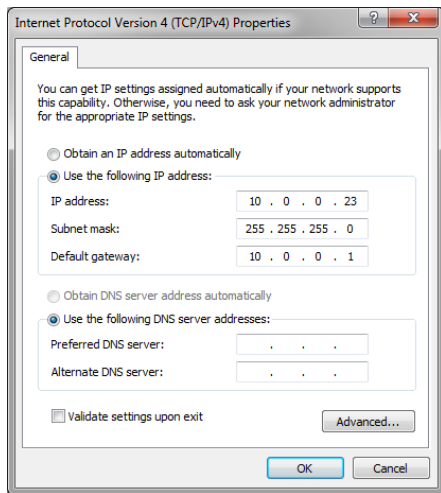 Internet Protocol Version 4 (TCP/IPv4) Properties
General
You can get IP settings assigned automatically if your network supports
this capability. Otherwise, you need to ask your network administrator
for the appropriate IP settings.
Obtain an IP address automatically
Use the following IP address:
IP address: 10 . 0 . 0 . 23
Subnet mask: 255 . 255 . 255 . 0
Default gateway: 10 . 0 . 0 . 1
Obtain DNS server address automatically
Use the following DNS server addresses:
Preferred DNS server: . . .
Alternate DNS server: . . .
Validate settings upon exit
Advanced...
OK Cancel